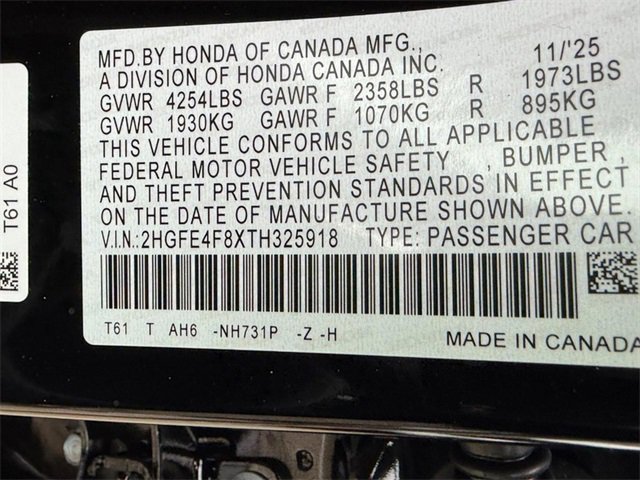 MFD.BY HONDA OF CANADA MFG., 11/'25
A DIVISION OF HONDA CANADA INC.
GVWR 4254LBS GAWR F 2358LBS R 1973LBS
GVWR 1930KG GAWR F 1070KG R 895KG
THIS VEHICLE CONFORMS TO ALL APPLICABLE
FEDERAL MOTOR VEHICLE SAFETY , BUMPER ,
AND THEFT PREVENTION STANDARDS IN EFFECT
ON THE DATE OF MANUFACTURE SHOWN ABOVE.
V.I.N.:2HGFE4F8XTH325918 TYPE: PASSENGER CAR
T61 T AH6 -NH731P -Z -H
MADE IN CANADA
T61 A0